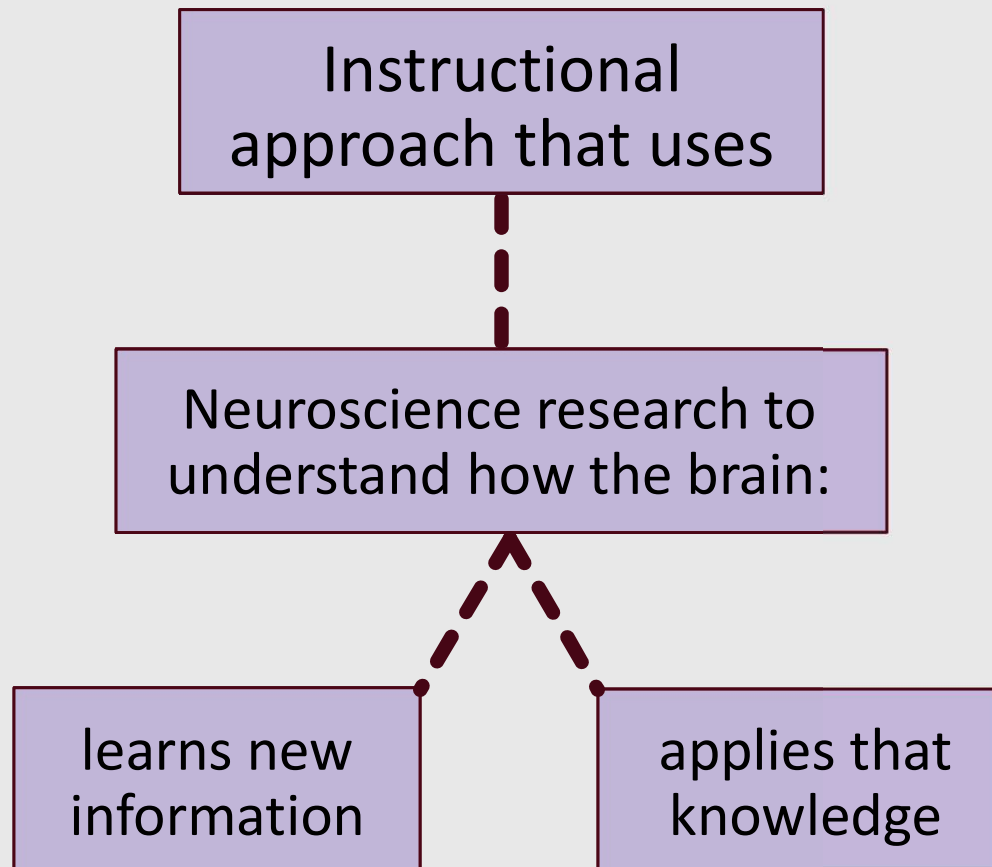 Instructional
approach that uses
Neuroscience research to
understand how the brain:
learns new
information
applies that
knowledge